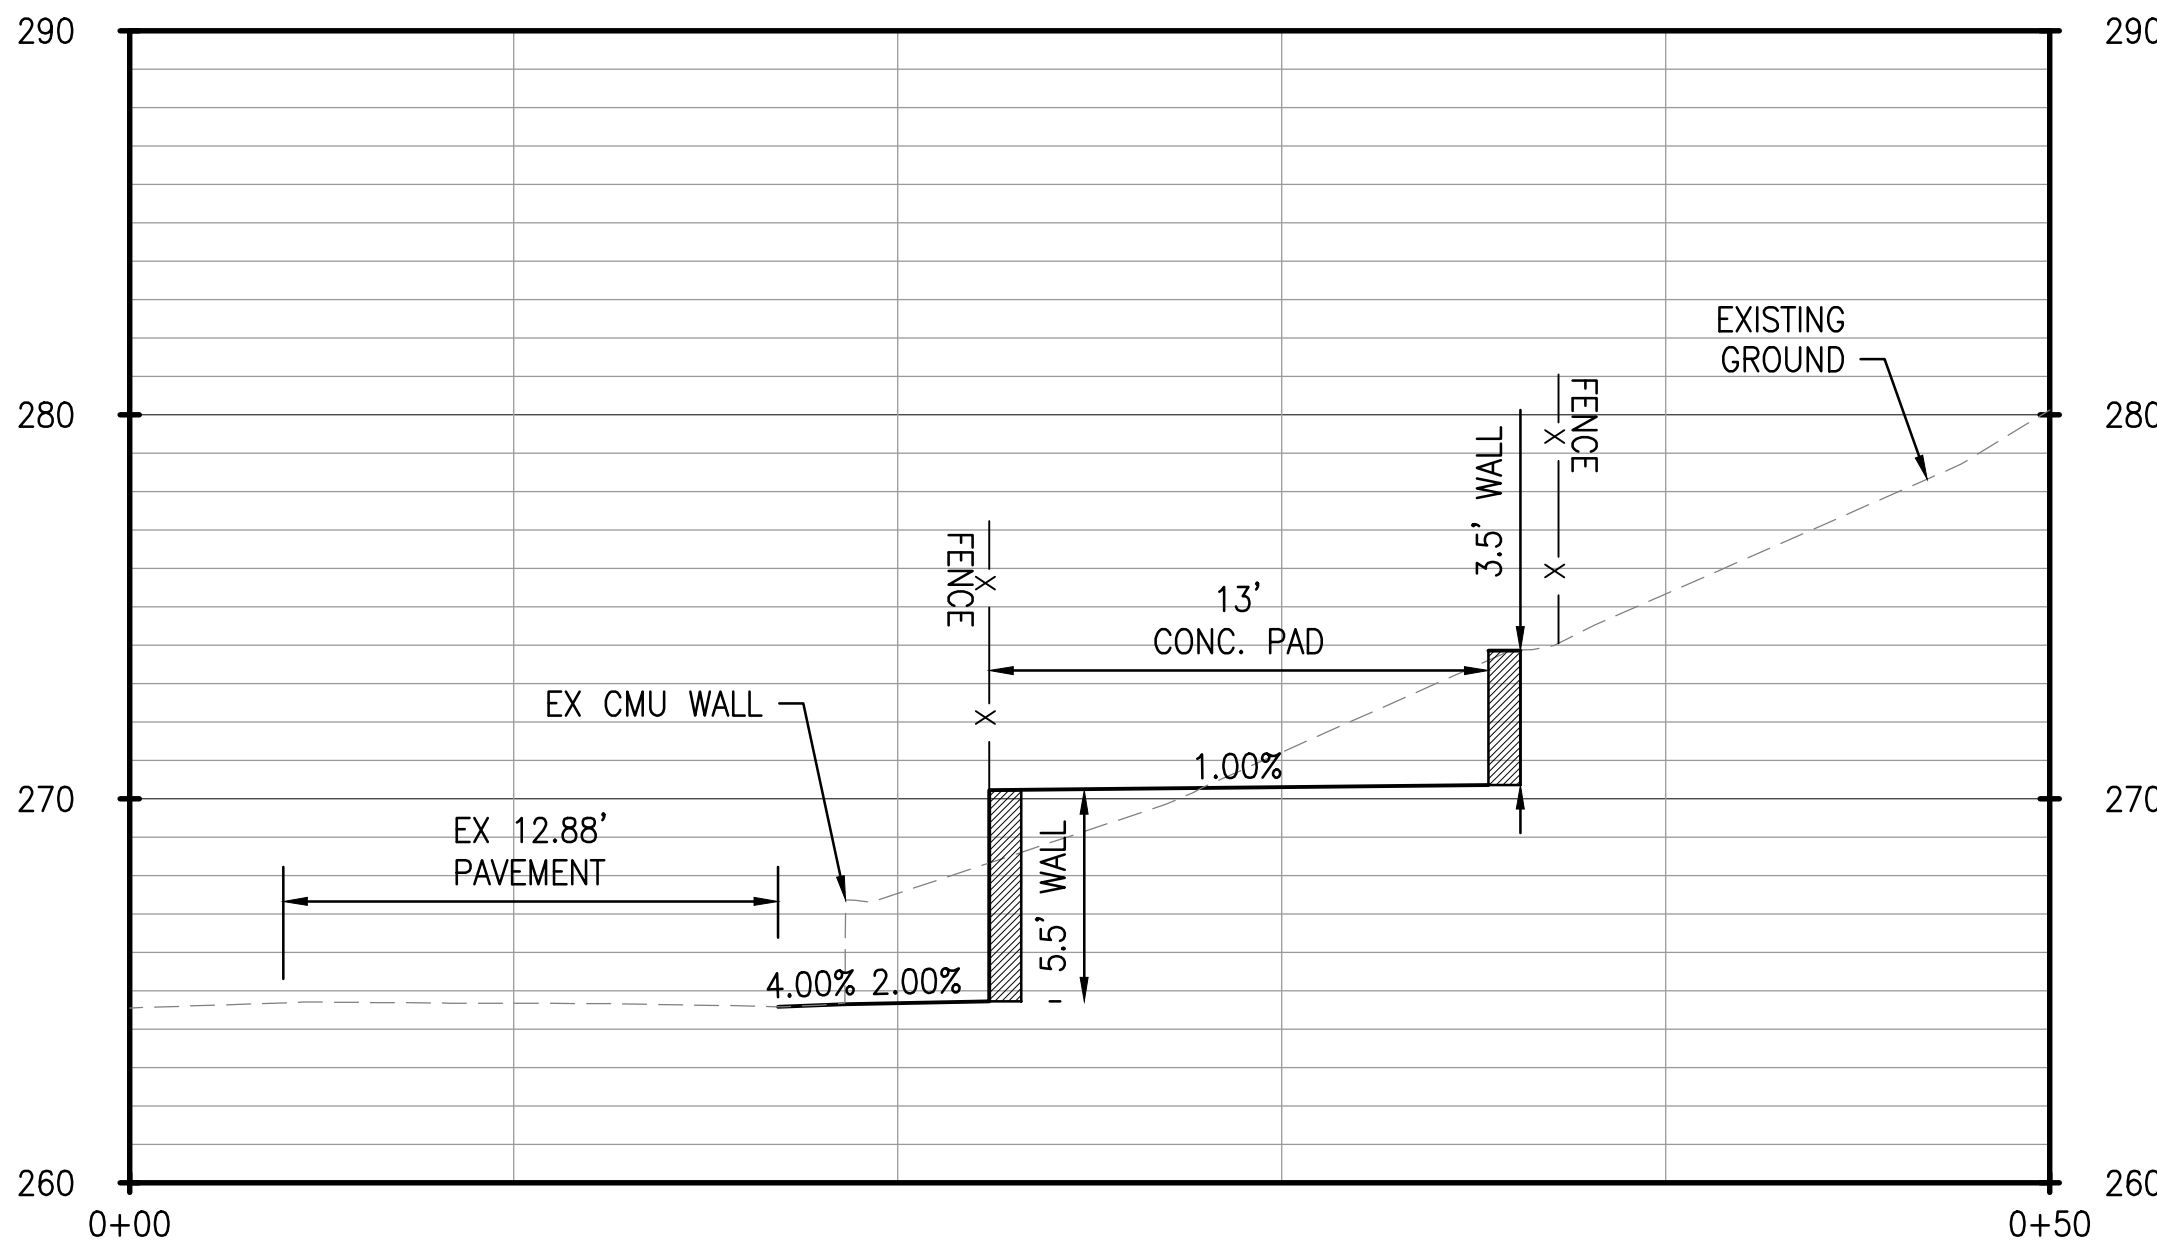 290
290
EXISTING
GROUND
FENCE
280
280
3.5' WALL
FENCE
13'
CONC. PAD
EX CMU WALL
1.00%
270
270
EX 12.88'
PAVEMENT
5.5' WALL
4.00% 2.00%
260
260
0+00
0+50